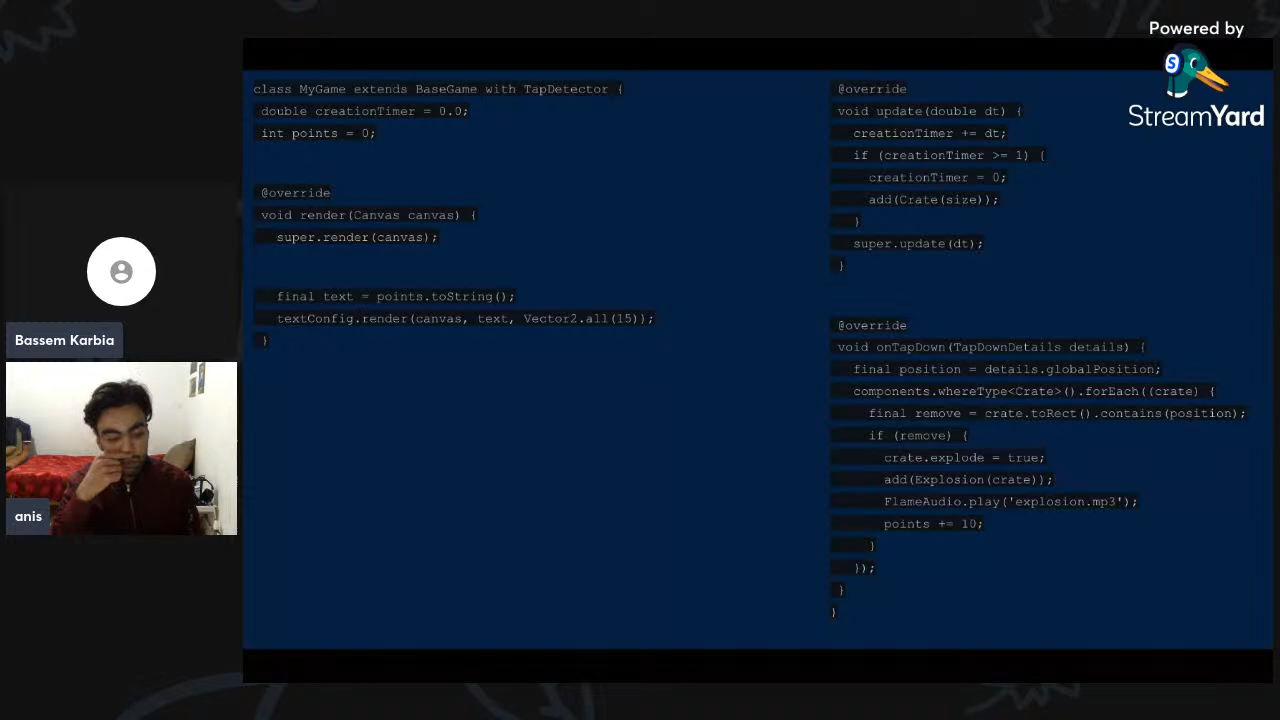 Powered by
StreamYard
class MyGame extends BaseGame with TapDetector {
double creationTimer = 0.0;
int points = 0;
@override
void render(Canvas canvas) {
super.render(canvas);
final text = points.toString();
textConfig.render(canvas, text, Vector2.all(15));
}
@override
void update(double dt) {
creationTimer += dt;
if (creationTimer >= 1) {
creationTimer = 0;
add(Crate(size));
}
super.update(dt);
}
@override
void onTapDown(TapDownDetails details) {
final position = details.globalPosition;
components.whereType<Crate>().forEach((crate) {
final remove = crate.toRect().contains(position);
if (remove) {
crate.explode = true;
add(Explosion(crate));
FlameAudio.play('explosion.mp3');
points += 10;
}
});
}
}
Bassem Karbia
anis